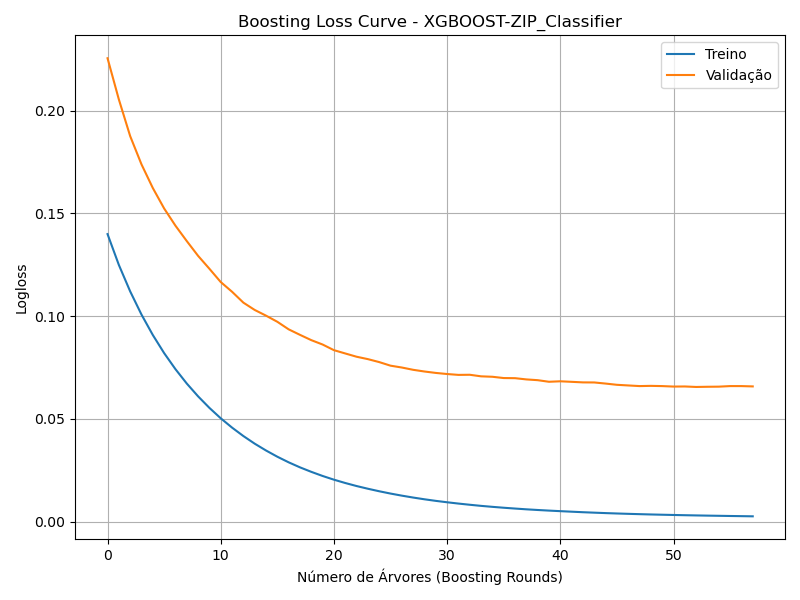 Boosting Loss Curve - XGBOOST-ZIP_Classifier
Treino
Validação
0.20
0.15
0.10
0.05
0.00
Logloss
0 10 20 30 40 50
Número de Árvores (Boosting Rounds)